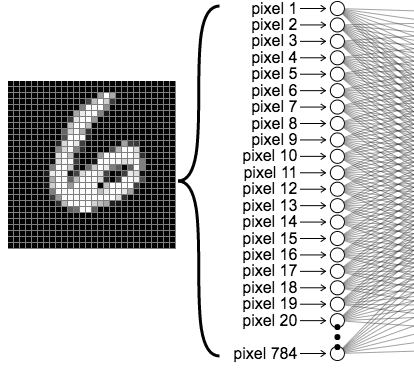 pixel 1
pixel 2
pixel 3
pixel 4
pixel 5
pixel 6
pixel 7
pixel 8
pixel 9
pixel 10
pixel 11
pixel 12
pixel 13
pixel 14
pixel 15
pixel 16
pixel 17
pixel 18
pixel 19
pixel 20
pixel 784
6